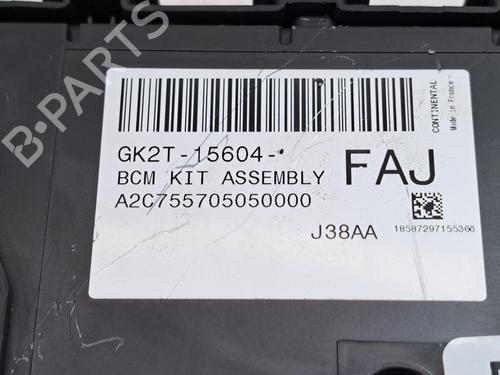 B-PARTS
GK2T-15604-
FAJ
BCM KIT ASSEMBLY
A2C755705050000
J38AA
18587297155366
CONTINENTAL
Made in France